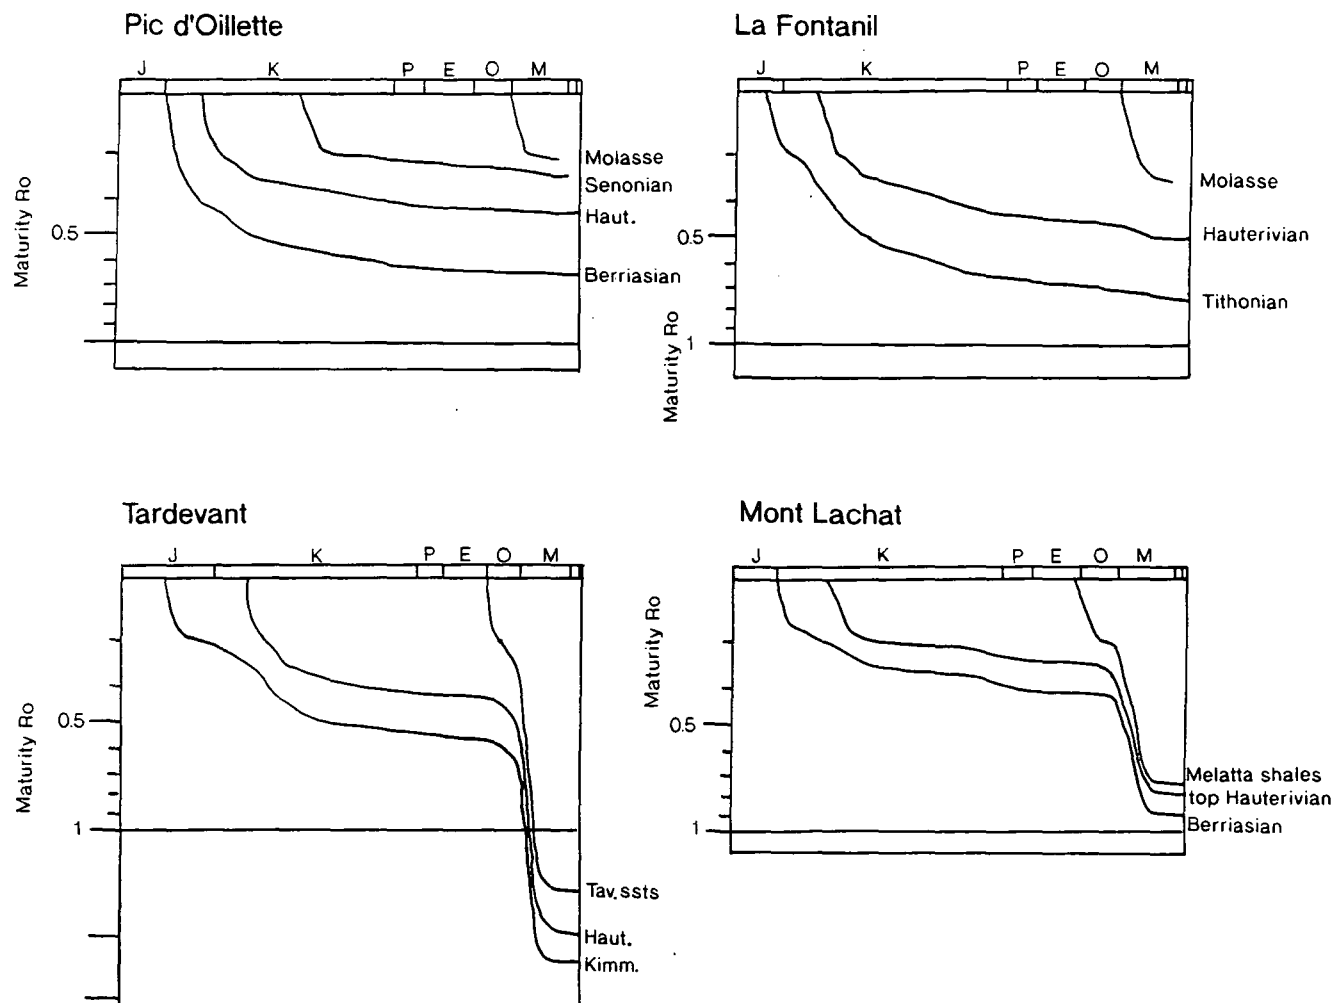 Pic d'Oillette
J K P E O M
Maturity Ro
0.5
Molasse
Senonian
Haut.
Berriasian
La Fontanil
J K P E O M
Maturity Ro
0.5
1
Molasse
Hauterivian
Tithonian
Tardevant
J K P E O M
Maturity Ro
0.5
1
Tav.ssts
Haut.
Kimm.
Mont Lachat
J K P E O M
Maturity Ro
0.5
1
Melatta shales
top Hauterivian
Berriasian